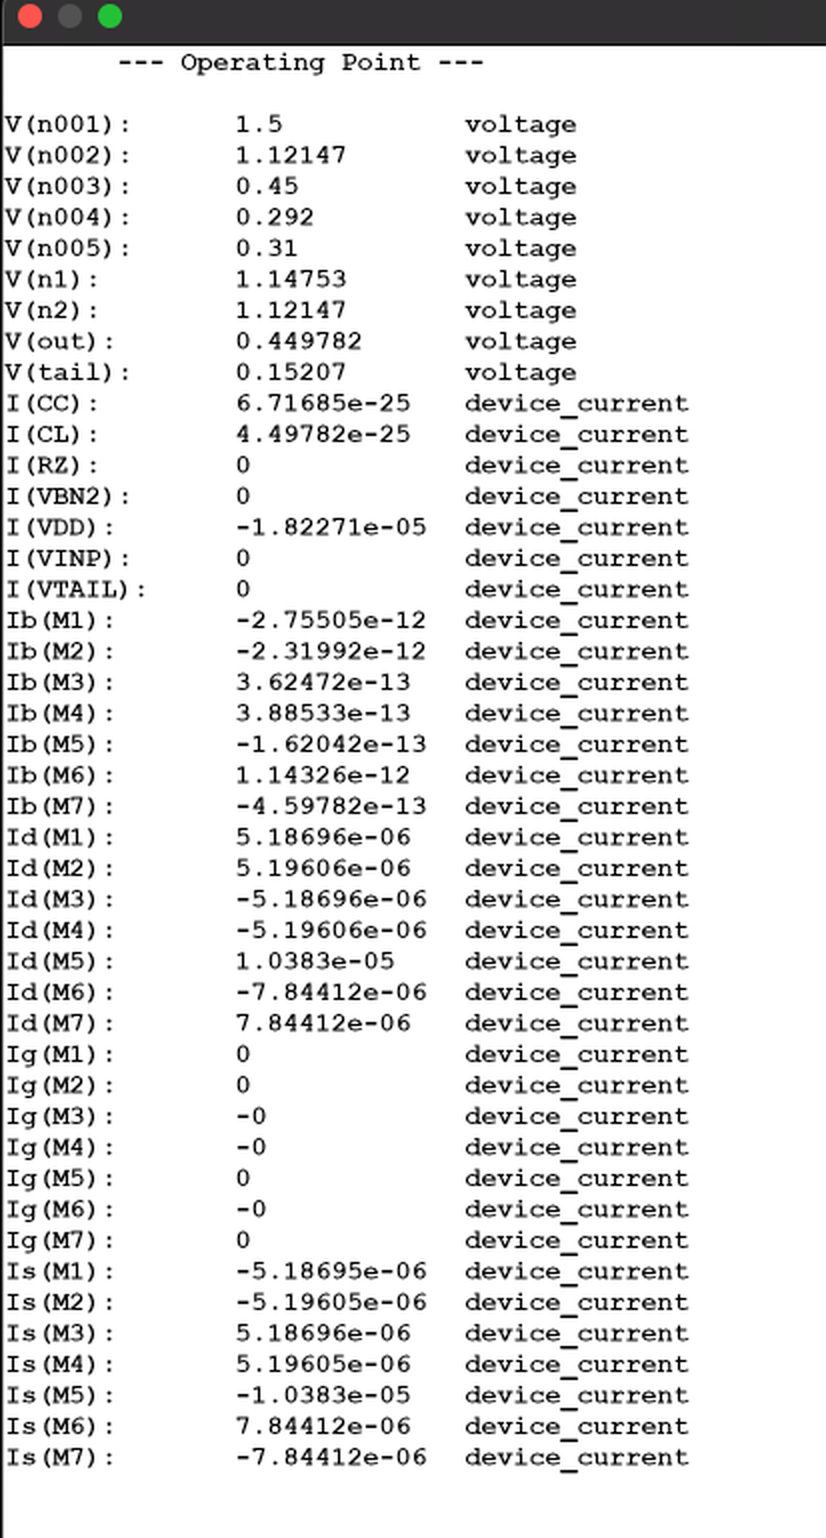 --- Operating Point ---
V(n001): 1.5 voltage
V(n002): 1.12147 voltage
V(n003): 0.45 voltage
V(n004): 0.292 voltage
V(n005): 0.31 voltage
V(n1): 1.14753 voltage
V(n2): 1.12147 voltage
V(out): 0.449782 voltage
V(tail): 0.15207 voltage
I(CC): 6.71685e-25 device_current
I(CL): 4.49782e-25 device_current
I(RZ): 0 device_current
I(VBN2): 0 device_current
I(VDD): -1.82271e-05 device_current
I(VINP): 0 device_current
I(VTAIL): 0 device_current
Ib(M1): -2.75505e-12 device_current
Ib(M2): -2.31992e-12 device_current
Ib(M3): 3.62472e-13 device_current
Ib(M4): 3.88533e-13 device_current
Ib(M5): -1.62042e-13 device_current
Ib(M6): 1.14326e-12 device_current
Ib(M7): -4.59782e-13 device_current
Id(M1): 5.18696e-06 device_current
Id(M2): 5.19606e-06 device_current
Id(M3): -5.18696e-06 device_current
Id(M4): -5.19606e-06 device_current
Id(M5): 1.0383e-05 device_current
Id(M6): -7.84412e-06 device_current
Id(M7): 7.84412e-06 device_current
Ig(M1): 0 device_current
Ig(M2): 0 device_current
Ig(M3): -0 device_current
Ig(M4): -0 device_current
Ig(M5): 0 device_current
Ig(M6): -0 device_current
Ig(M7): 0 device_current
Is(M1): -5.18695e-06 device_current
Is(M2): -5.19605e-06 device_current
Is(M3): 5.18696e-06 device_current
Is(M4): 5.19605e-06 device_current
Is(M5): -1.0383e-05 device_current
Is(M6): 7.84412e-06 device_current
Is(M7): -7.84412e-06 device_current